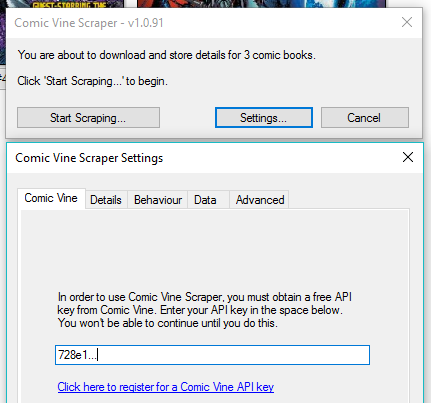 GUEST-STARRING THE
Comic Vine Scraper - v1.0.91
You are about to download and store details for 3 comic books.
Click 'Start Scraping...' to begin.
Start Scraping...
Settings...
Cancel
Comic Vine Scraper Settings
Comic Vine
Details
Behaviour
Data
Advanced
In order to use Comic Vine Scraper, you must obtain a free API
key from Comic Vine. Enter your API key in the space below.
You won't be able to continue until you do this.
728e1...
Click here to register for a Comic Vine API key